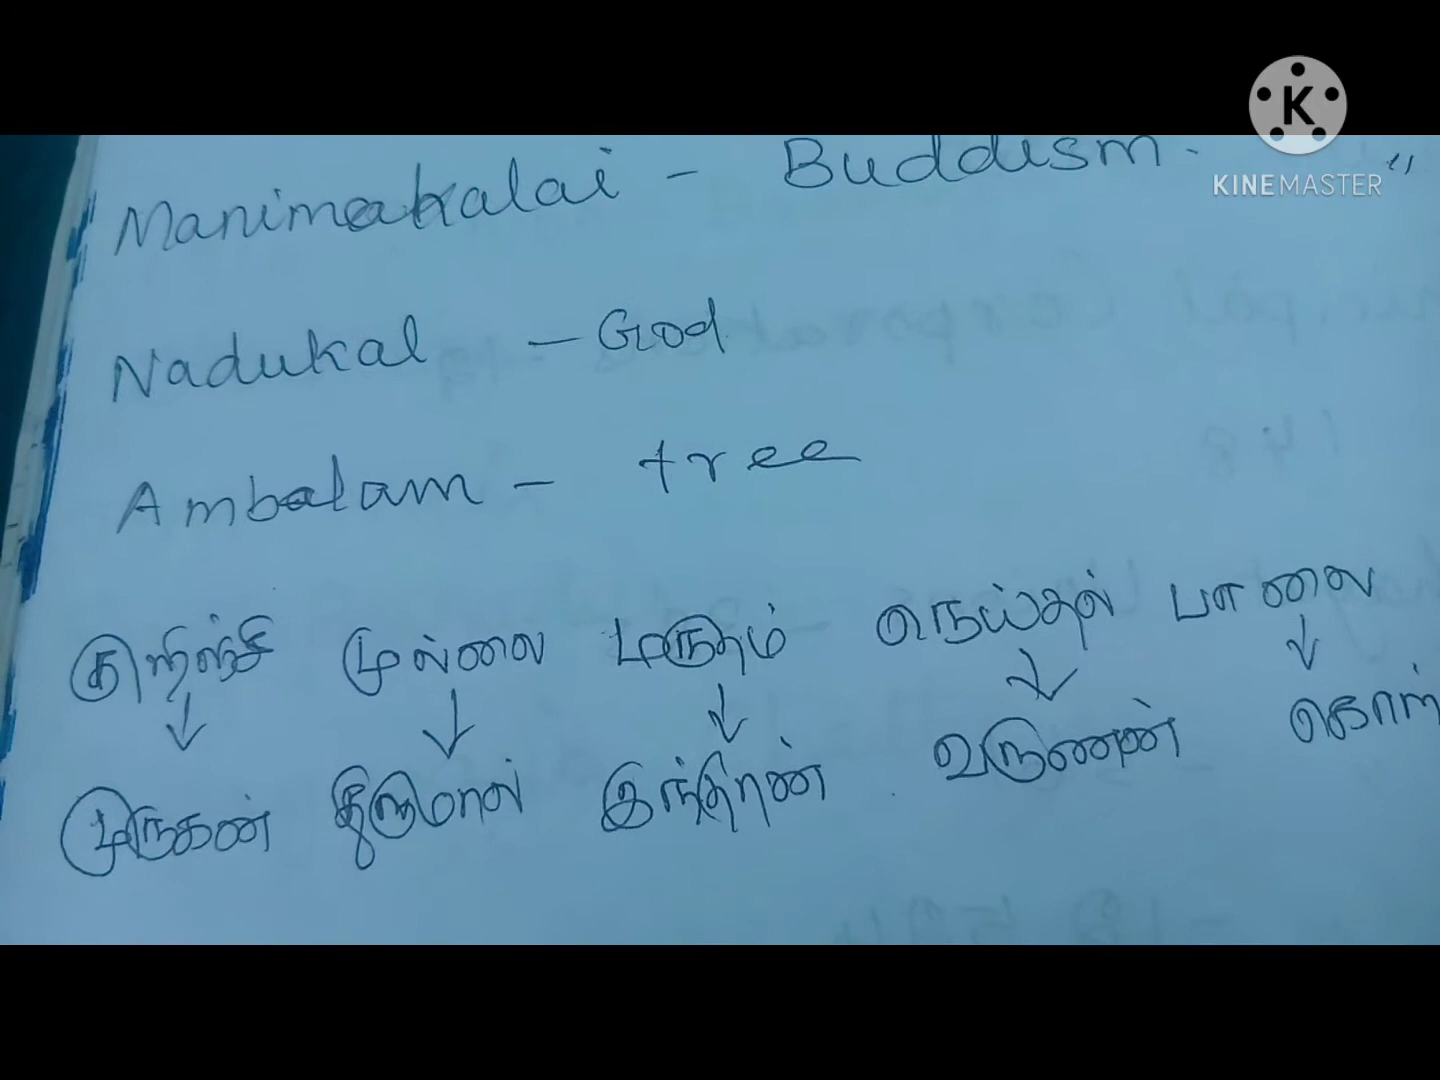 K
KINEMASTER
Manimekalai - Buddism. "
Nadukal - God
Ambalam - tree
குறிஞ்சி முல்லை மருதம் நெய்தல் பாலை
முருகன் திருமால் இந்திரன் வருணன்